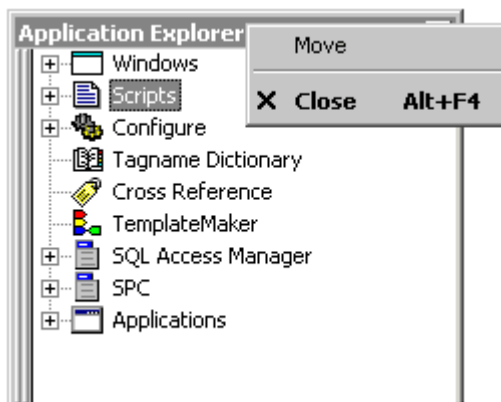 Application Explorer
Move
Close Alt+F4
Windows
Scripts
Configure
Tagname Dictionary
Cross Reference
TemplateMaker
SQL Access Manager
SPC
Applications